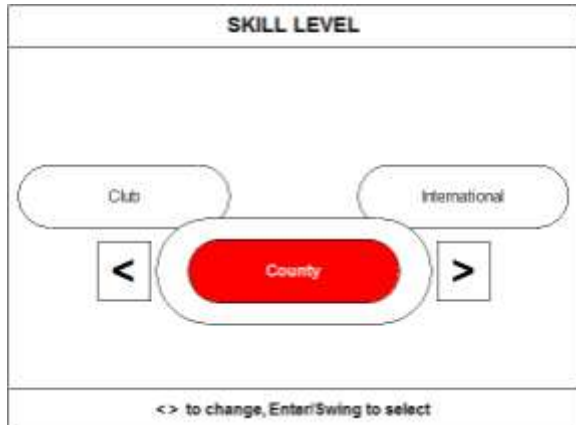 SKILL LEVEL
Club
International
<
County
>
<> to change, Enter/Swing to select